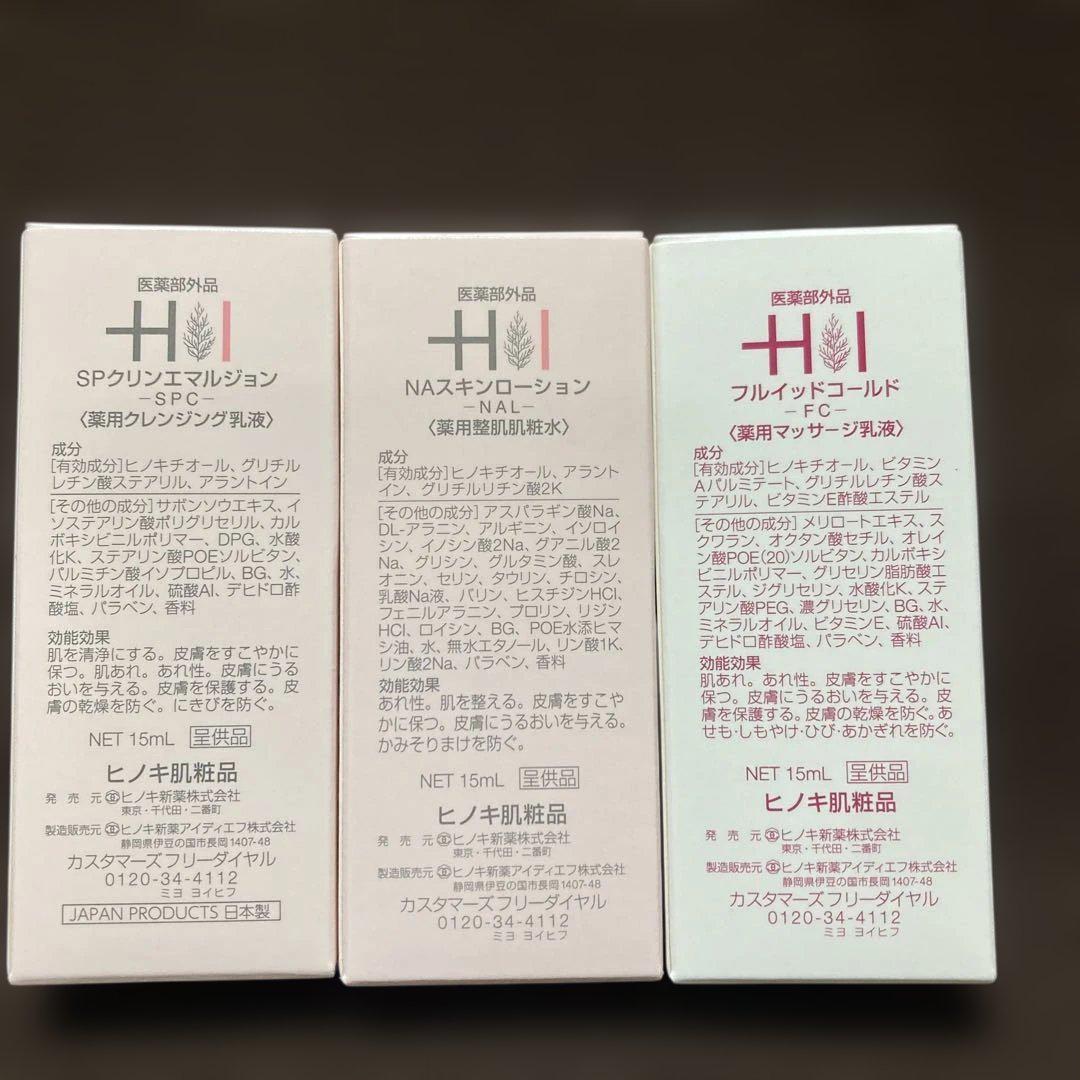 医薬部外品
HI
SPクリンエマルジョン
-SPC-
〈薬用クレンジング乳液〉
成分
[有効成分]ヒノキチオール、グリチル
レチン酸ステアリル、アラントイン
[その他の成分]サボンソウエキス、イ
ソステアリン酸ポリグリセリル、カル
ボキシビニルポリマー、DPG、水酸
化K、ステアリン酸POEソルビタン、
パルミチン酸イソプロピル、BG、水、
ミネラルオイル、硫酸Al、デヒドロ酢
酸塩、パラベン、香料
効能効果
肌を清浄にする。皮膚をすこやかに
保つ。肌あれ。あれ性。皮膚にうる
おいを与える。皮膚を保護する。皮
膚の乾燥を防ぐ。にきびを防ぐ。
NET 15mL 呈供品
ヒノキ肌粧品
発売元 ヒノキ新薬株式会社
東京・千代田・二番町
製造販売元 ヒノキ新薬アイディエフ株式会社
静岡県伊豆の国市長岡1407-48
カスタマーズフリーダイヤル
0120-34-4112
ミヨ ヨイヒフ
JAPAN PRODUCTS 日本製
医薬部外品
HI
NAスキンローション
-NAL-
〈薬用整肌肌粧水〉
成分
[有効成分]ヒノキチオール、アラント
イン、グリチルリチン酸2K
[その他の成分]アスパラギン酸Na、
DL-アラニン、アルギニン、イソロイ
シン、イノシン酸2Na、グアニル酸2
Na、グリシン、グルタミン酸、スレ
オニン、セリン、タウリン、チロシン、
乳酸Na液、バリン、ヒスチジンHCl、
フェニルアラニン、プロリン、リジン
HCl、ロイシン、BG、POE水添ヒマ
シ油、水、無水エタノール、リン酸1K、
リン酸2Na、パラベン、香料
効能効果
あれ性。肌を整える。皮膚をすこや
かに保つ。皮膚にうるおいを与える。
かみそりまけを防ぐ。
NET 15mL 呈供品
ヒノキ肌粧品
発売元 ヒノキ新薬株式会社
東京・千代田・二番町
製造販売元 ヒノキ新薬アイディエフ株式会社
静岡県伊豆の国市長岡1407-48
カスタマーズフリーダイヤル
0120-34-4112
ミヨ ヨイヒフ
医薬部外品
HI
フルイッドコールド
-FC-
〈薬用マッサージ乳液〉
成分
[有効成分]ヒノキチオール、ビタミン
Aパルミテート、グリチルレチン酸ス
テアリル、ビタミンE酢酸エステル
[その他の成分]メリロートエキス、ス
クワラン、オクタン酸セチル、オレイ
ン酸POE(20)ソルビタン、カルボキシ
ビニルポリマー、グリセリン脂肪酸エ
ステル、ジグリセリン、水酸化K、ステ
アリン酸PEG、濃グリセリン、BG、水、
ミネラルオイル、ビタミンE、硫酸Al、
デヒドロ酢酸塩、パラベン、香料
効能効果
肌あれ。あれ性。皮膚をすこやかに
保つ。皮膚にうるおいを与える。皮
膚を保護する。皮膚の乾燥を防ぐ。あ
せも・しもやけ・ひび・あかぎれを防ぐ。
NET 15mL 呈供品
ヒノキ肌粧品
発売元 ヒノキ新薬株式会社
東京・千代田・二番町
製造販売元 ヒノキ新薬アイディエフ株式会社
静岡県伊豆の国市長岡1407-48
カスタマーズフリーダイヤル
0120-34-4112
ミヨ ヨイヒフ